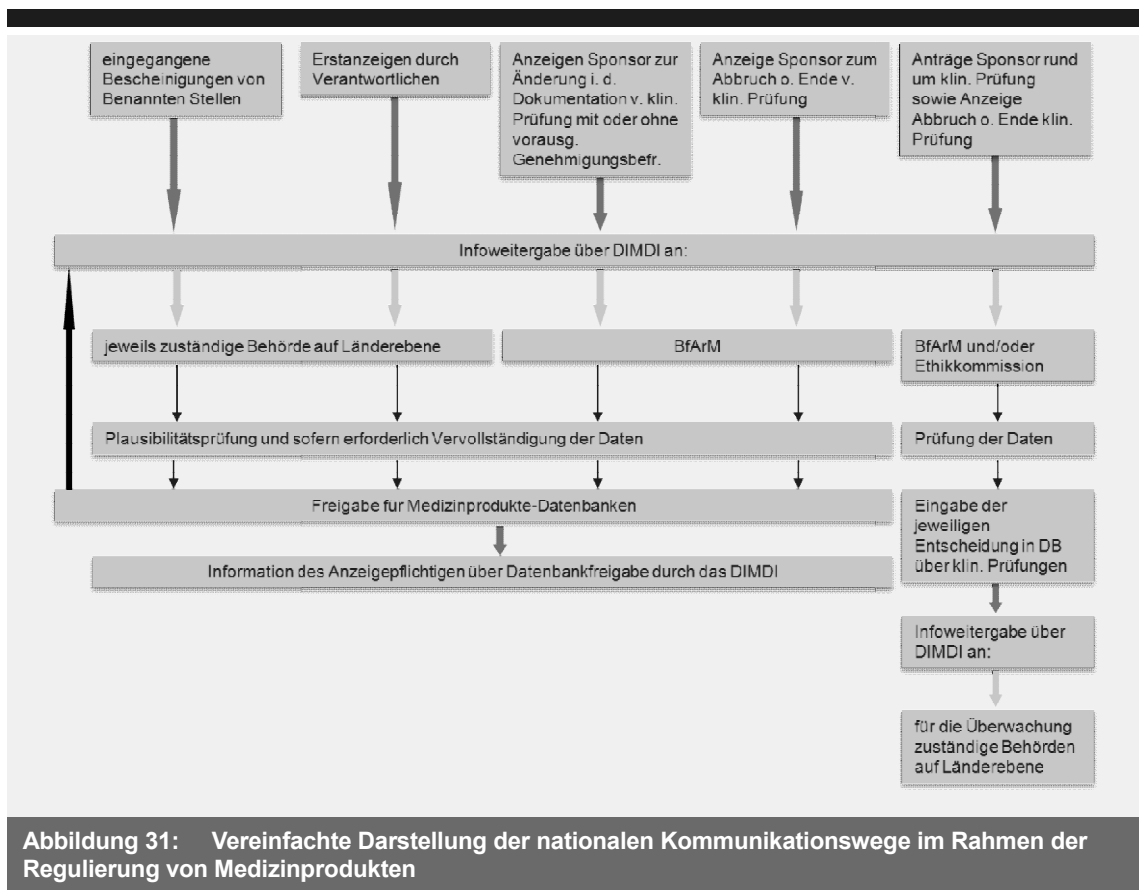 eingegangene
Bescheinigungen von
Benannten Stellen
Erstanzeigen durch
Verantwortlichen
Anzeigen Sponsor zur
Änderung i. d.
Dokumentation v. klin.
Prüfung mit oder ohne
vorausg.
Genehmigungsbefr.
Anzeige Sponsor zum
Abbruch o. Ende v.
klin. Prüfung
Anträge Sponsor rund
um klin. Prüfung
sowie Anzeige
Abbruch o. Ende klin.
Prüfung
Infoweitergabe über DIMDI an:
jeweils zuständige Behörde auf Länderebene
BfArM
BfArM und/oder
Ethikkommission
Plausibilitätsprüfung und sofern erforderlich Vervollständigung der Daten
Prüfung der Daten
Freigabe für Medizinprodukte-Datenbanken
Eingabe der
jeweiligen
Entscheidung in DB
über klin. Prüfungen
Information des Anzeigepflichtigen über Datenbankfreigabe durch das DIMDI
Infoweitergabe über
DIMDI an:
für die Überwachung
zuständige Behörden
auf Länderebene
Abbildung 31: Vereinfachte Darstellung der nationalen Kommunikationswege im Rahmen der
Regulierung von Medizinprodukten